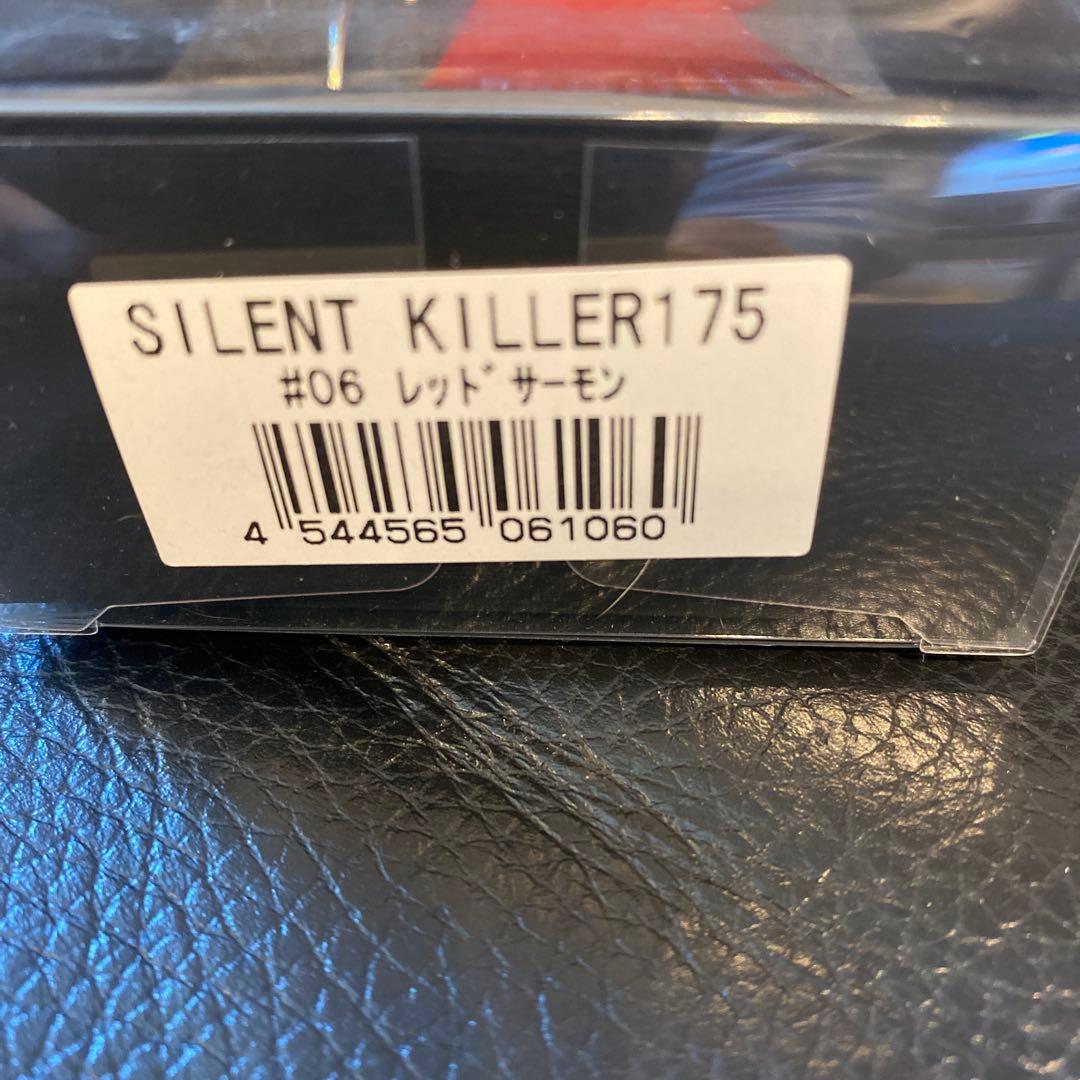 SILENT KILLER175
#06 ﾚｯﾄﾞｻｰﾓﾝ
4 544565 061060